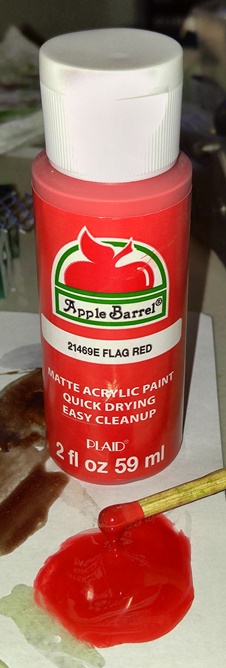 Apple Barrel®
21469E FLAG RED
MATTE ACRYLIC PAINT
QUICK DRYING
EASY CLEANUP
PLAID®
2 fl oz 59 ml